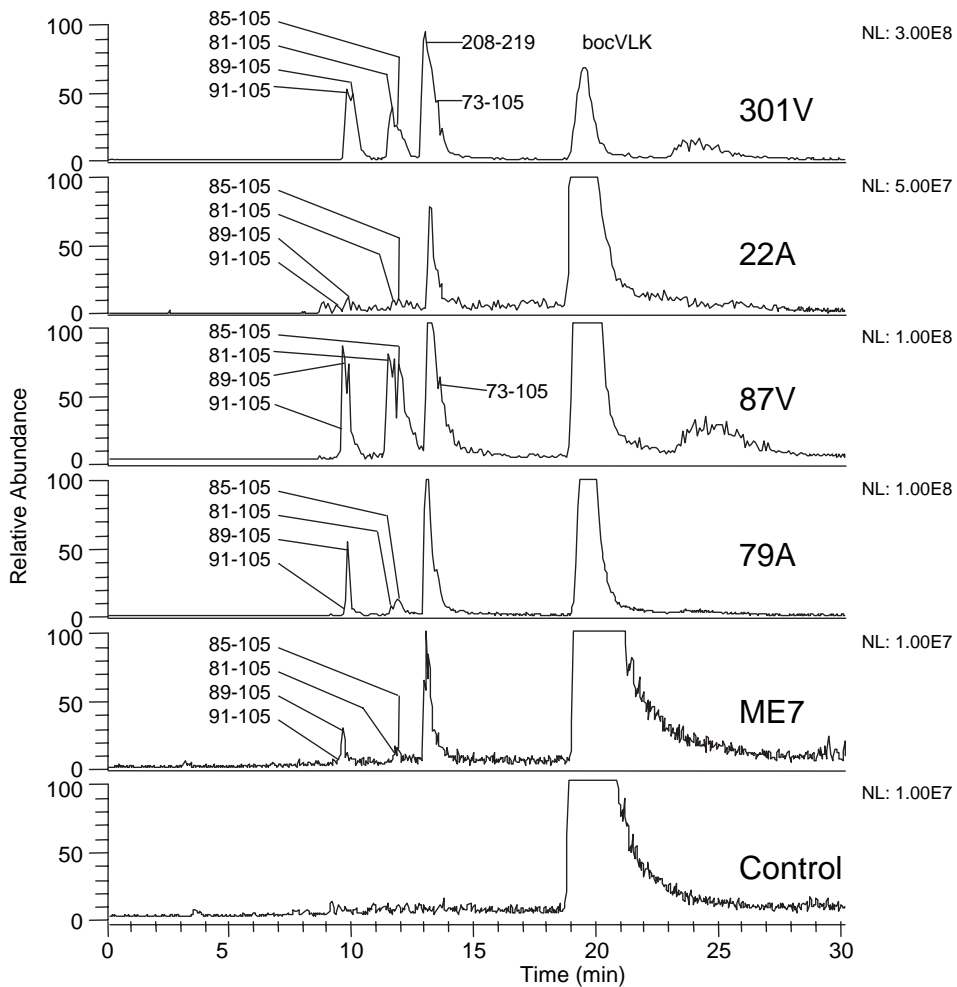 100
50
0
85-105
81-105
89-105
91-105
208-219
73-105
bocVLK
301V
NL: 3.00E8
100
50
0
85-105
81-105
89-105
91-105
22A
NL: 5.00E7
100
50
0
85-105
81-105
89-105
91-105
73-105
87V
NL: 1.00E8
100
50
0
85-105
81-105
89-105
91-105
79A
NL: 1.00E8
100
50
0
85-105
81-105
89-105
91-105
ME7
NL: 1.00E7
100
50
0
Control
NL: 1.00E7
Relative Abundance
0 5 10 15 20 25 30
Time (min)